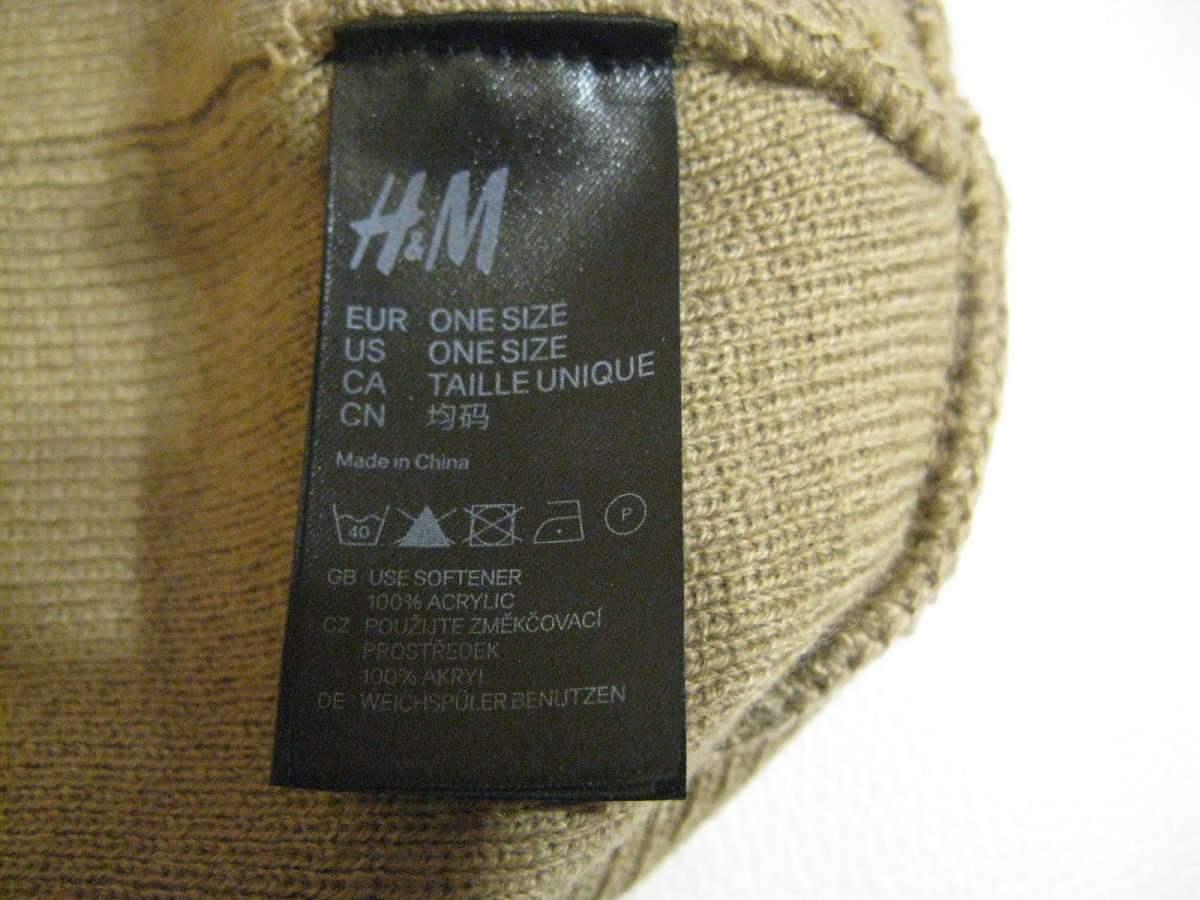 H&M
EUR ONE SIZE
US ONE SIZE
CA TAILLE UNIQUE
CN 均码
Made in China
40
P
GB USE SOFTENER
100% ACRYLIC
CZ POUŽIJTE ZMĚKČOVACÍ
PROSTŘEDEK
100% AKRYL
DE WEICHSPÜLER BENUTZEN